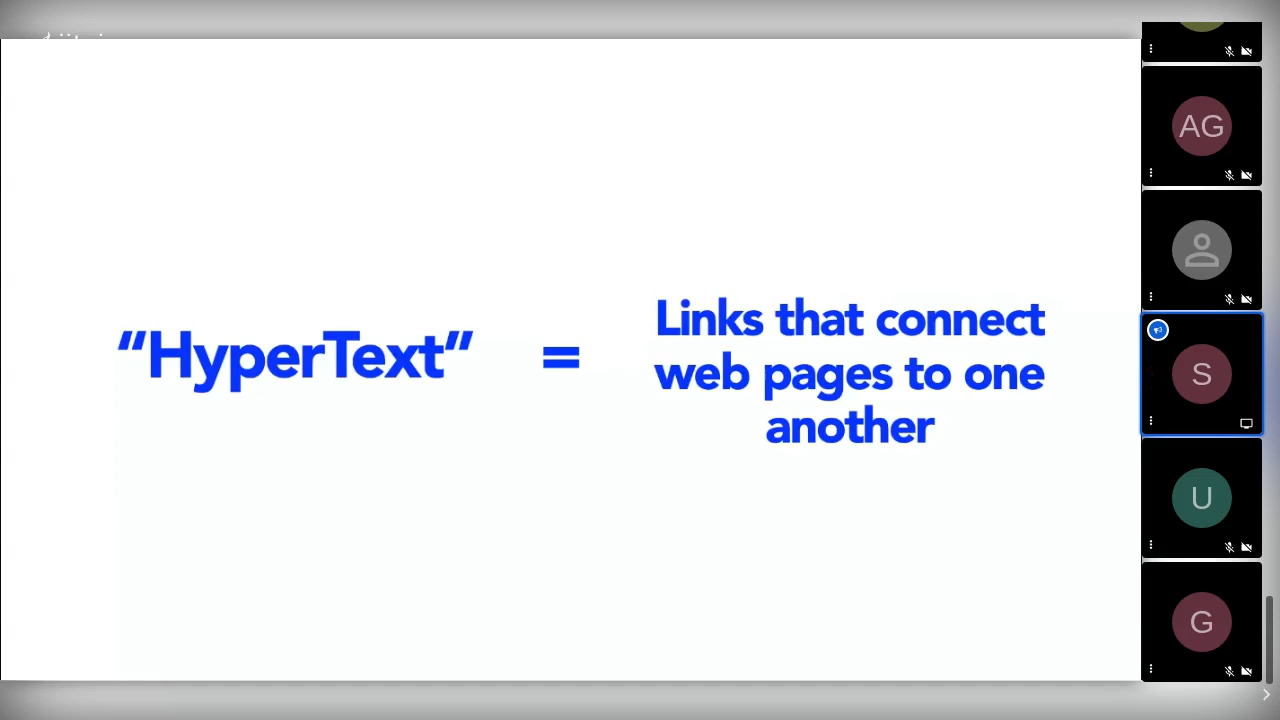 “HyperText”
=
Links that connect
web pages to one
another
AG
S
U
G